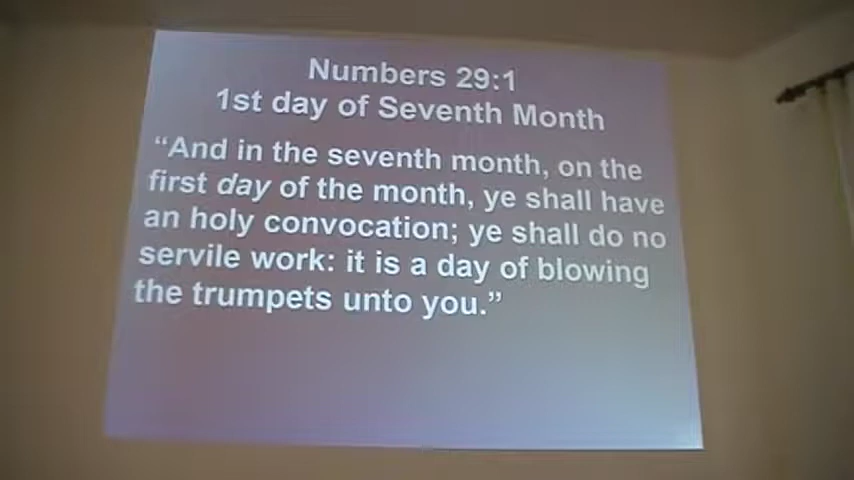 Numbers 29:1
1st day of Seventh Month
“And in the seventh month, on the
first day of the month, ye shall have
an holy convocation; ye shall do no
servile work: it is a day of blowing
the trumpets unto you.”